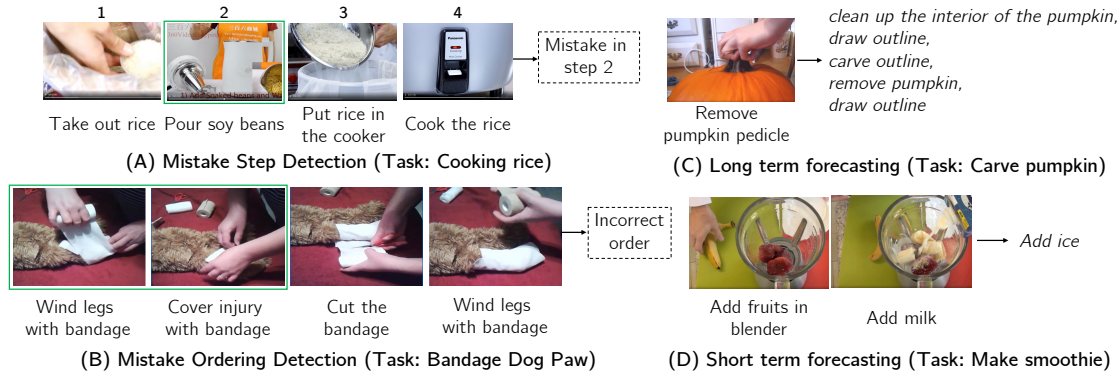 1
2
3
4
Take out rice
Pour soy beans
Put rice in
the cooker
Cook the rice
Mistake in
step 2
(A) Mistake Step Detection (Task: Cooking rice)
Remove
pumpkin pedicle
clean up the interior of the pumpkin,
draw outline,
carve outline,
remove pumpkin,
draw outline
(C) Long term forecasting (Task: Carve pumpkin)
Wind legs
with bandage
Cover injury
with bandage
Cut the
bandage
Wind legs
with bandage
Incorrect
order
(B) Mistake Ordering Detection (Task: Bandage Dog Paw)
Add fruits in
blender
Add milk
Add ice
(D) Short term forecasting (Task: Make smoothie)